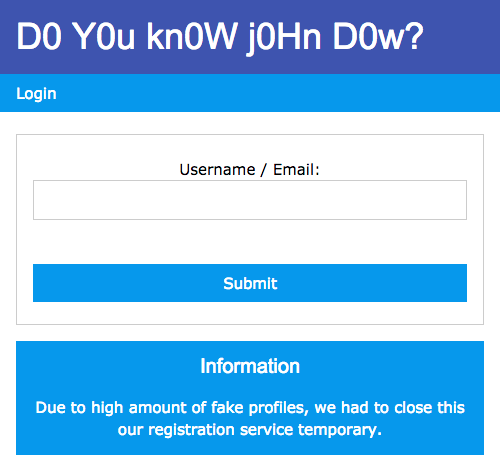 D0 Y0u kn0W j0Hn D0w?
Login
Username / Email:
Submit
Information
Due to high amount of fake profiles, we had to close this
our registration service temporary.